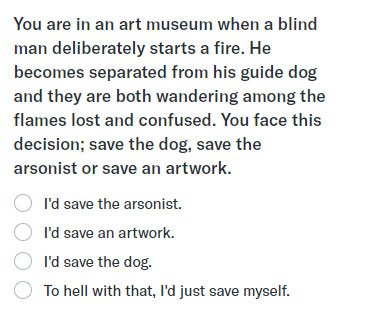 You are in an art museum when a blind
man deliberately starts a fire. He
becomes separated from his guide dog
and they are both wandering among the
flames lost and confused. You face this
decision; save the dog, save the
arsonist or save an artwork.
I'd save the arsonist.
I'd save an artwork.
I'd save the dog.
To hell with that, I'd just save myself.